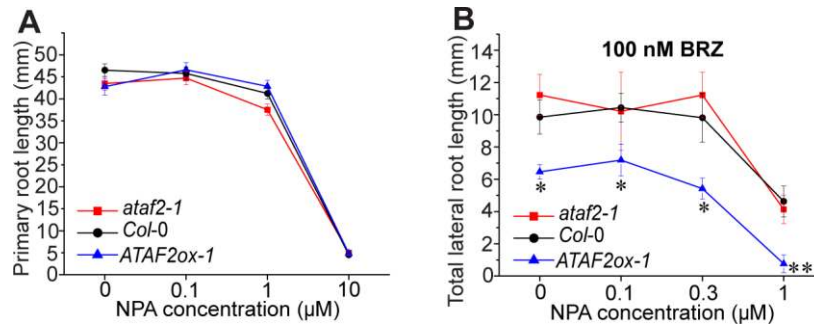 A
Primary root length (mm)
50
45
40
35
30
25
20
15
10
5
0
ataf2-1
Col-0
ATAF2ox-1
0
0.1
1
10
NPA concentration (µM)
B
100 nM BRZ
Total lateral root length (mm)
14
12
10
8
6
4
2
0
*
*
*
**
ataf2-1
Col-0
ATAF2ox-1
0
0.1
0.3
1
NPA concentration (µM)